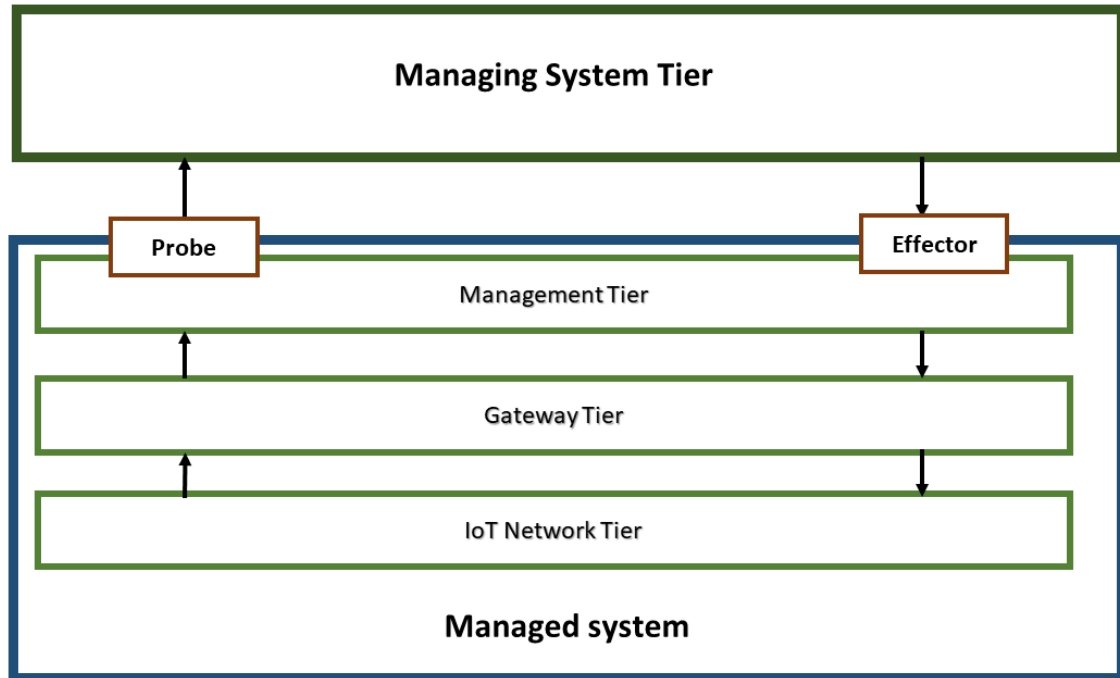 Managing System Tier
Probe
Effector
Management Tier
Gateway Tier
IoT Network Tier
Managed system